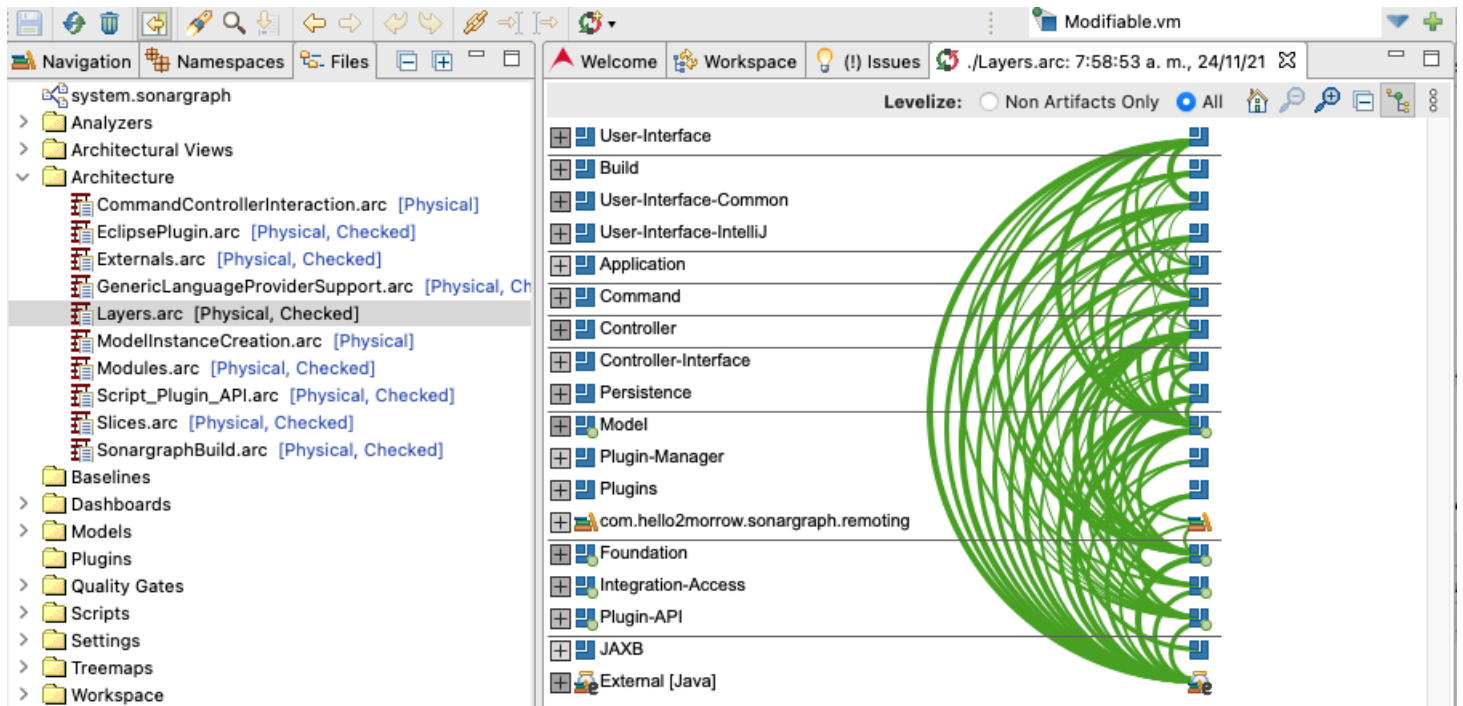 Modifiable.vm
Navigation
Namespaces
Files
Welcome
Workspace
(!) Issues
./Layers.arc: 7:58:53 a. m., 24/11/21
system.sonargraph
Analyzers
Architectural Views
Architecture
CommandControllerInteraction.arc [Physical]
EclipsePlugin.arc [Physical, Checked]
Externals.arc [Physical, Checked]
GenericLanguageProviderSupport.arc [Physical, Ch
Layers.arc [Physical, Checked]
ModelInstanceCreation.arc [Physical]
Modules.arc [Physical, Checked]
Script_Plugin_API.arc [Physical, Checked]
Slices.arc [Physical, Checked]
SonargraphBuild.arc [Physical, Checked]
Baselines
Dashboards
Models
Plugins
Quality Gates
Scripts
Settings
Treemaps
Workspace
Levelize: Non Artifacts Only All
User-Interface
Build
User-Interface-Common
User-Interface-IntelliJ
Application
Command
Controller
Controller-Interface
Persistence
Model
Plugin-Manager
Plugins
com.hello2morrow.sonargraph.remoting
Foundation
Integration-Access
Plugin-API
JAXB
External [Java]